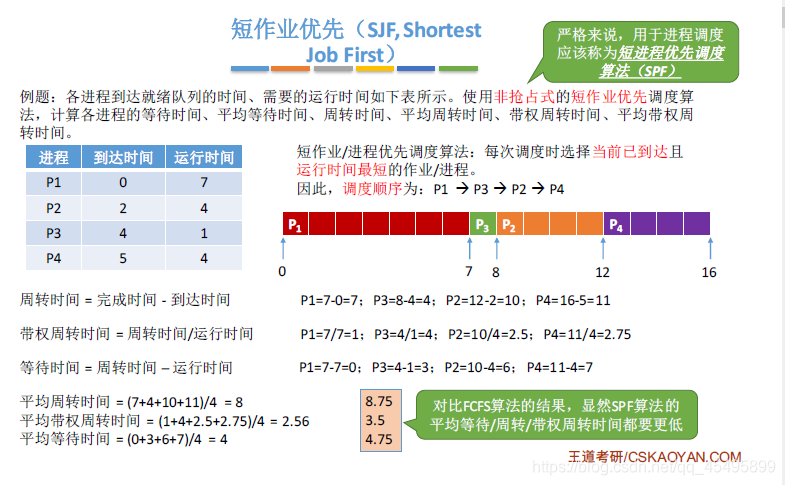 短作业优先（SJF, Shortest
Job First）
严格来说，用于进程调度
应该称为短进程优先调度
算法（SPF）
例题：各进程到达就绪队列的时间、需要的运行时间如下表所示。使用非抢占式的短作业优先调度算
法，计算各进程的等待时间、平均等待时间、周转时间、平均周转时间、带权周转时间、平均带权周
转时间。
进程 到达时间 运行时间
P1 0 7
P2 2 4
P3 4 1
P4 5 4
短作业/进程优先调度算法：每次调度时选择当前已到达且
运行时间最短的作业/进程。
因此，调度顺序为：P1 → P3 → P2 → P4
P1 P3 P2 P4
0 7 8 12 16
周转时间 = 完成时间 - 到达时间 P1=7-0=7；P3=8-4=4；P2=12-2=10；P4=16-5=11
带权周转时间 = 周转时间/运行时间 P1=7/7=1；P3=4/1=4；P2=10/4=2.5；P4=11/4=2.75
等待时间 = 周转时间 – 运行时间 P1=7-7=0；P3=4-1=3；P2=10-4=6；P4=11-4=7
平均周转时间 = (7+4+10+11)/4 = 8
平均带权周转时间 = (1+4+2.5+2.75)/4 = 2.56
平均等待时间 = (0+3+6+7)/4 = 4
8.75
3.5
4.75
对比FCFS算法的结果，显然SPF算法的
平均等待/周转/带权周转时间都要更低
王道考研/CSKAOYAN.COM
https://blog.csdn.net/qq_45495899